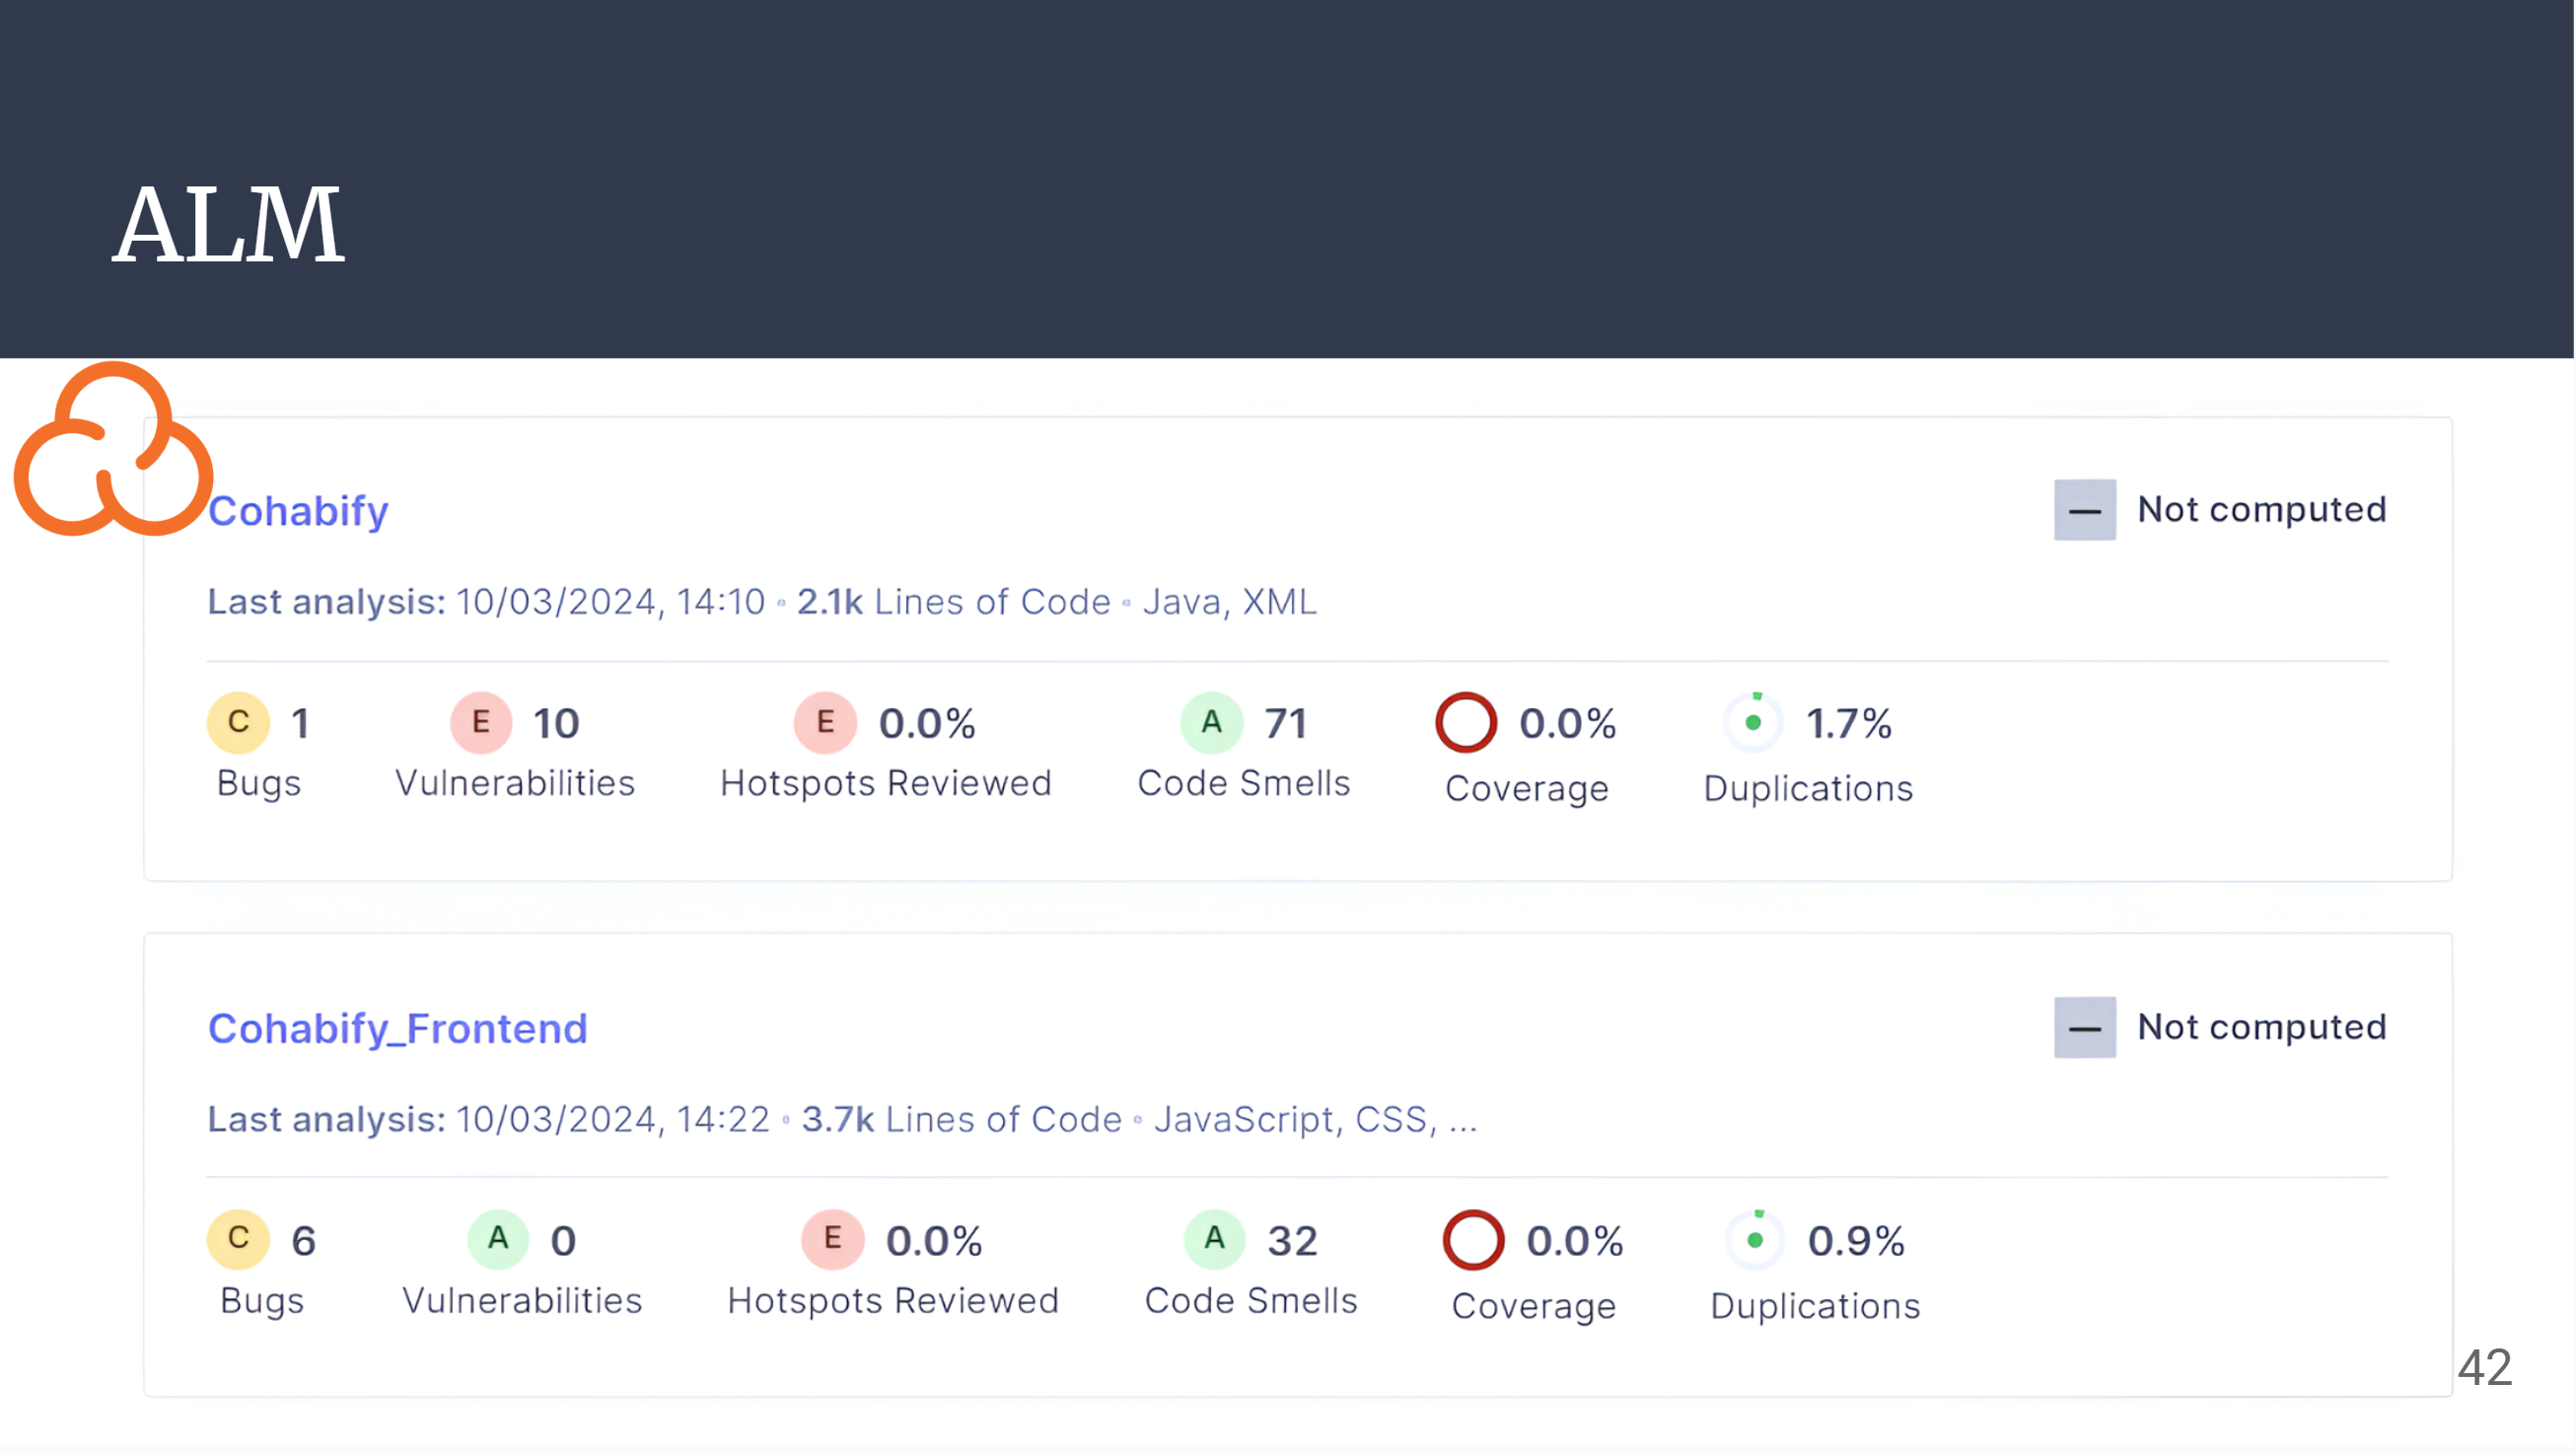 ALM
Cohabify
Not computed
Last analysis: 10/03/2024, 14:10 • 2.1k Lines of Code • Java, XML
C 1 E 10 E 0.0% A 71 0.0% 1.7%
Bugs Vulnerabilities Hotspots Reviewed Code Smells Coverage Duplications
Cohabify_Frontend
Not computed
Last analysis: 10/03/2024, 14:22 • 3.7k Lines of Code • JavaScript, CSS, ...
C 6 A 0 E 0.0% A 32 0.0% 0.9%
Bugs Vulnerabilities Hotspots Reviewed Code Smells Coverage Duplications
42